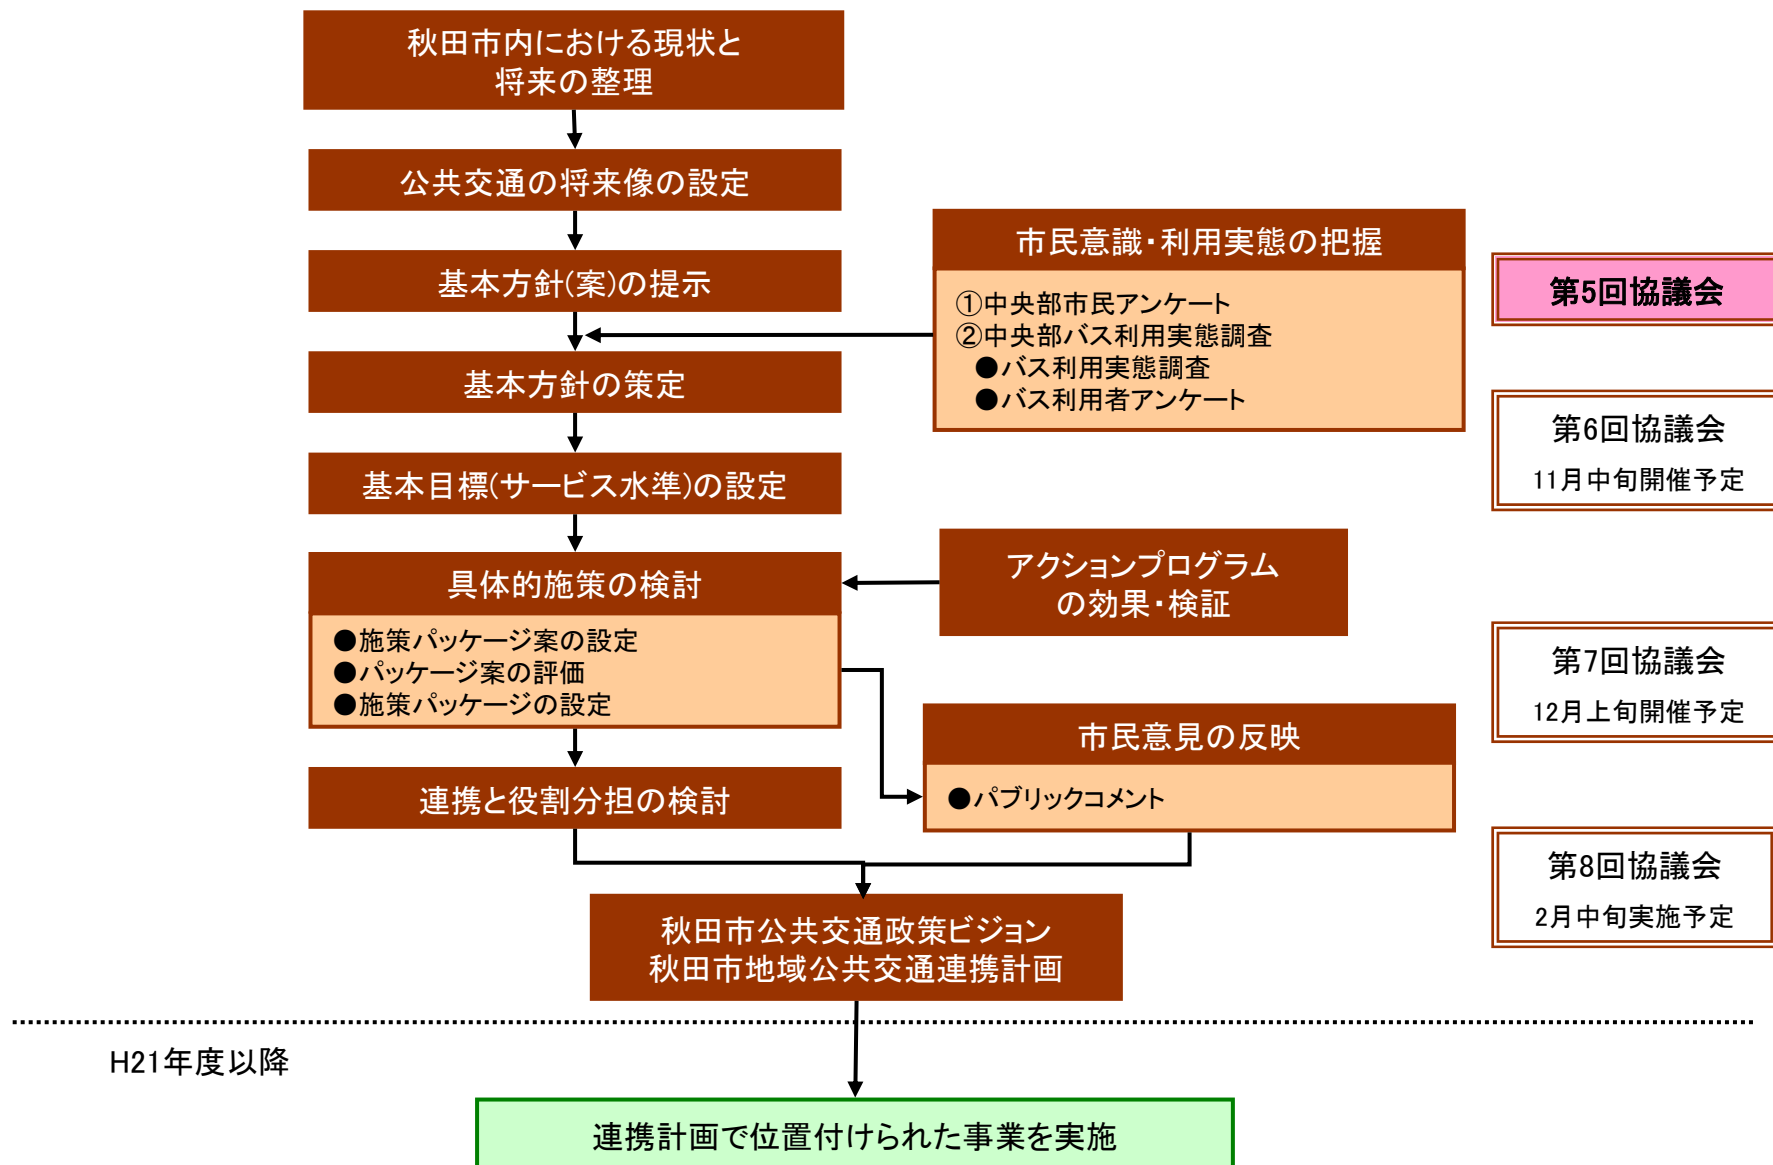 秋田市内における現状と
将来の整理
公共交通の将来像の設定
基本方針(案)の提示
市民意識・利用実態の把握
①中央部市民アンケート
②中央部バス利用実態調査
●バス利用実態調査
●バス利用者アンケート
第5回協議会
基本方針の策定
第6回協議会
11月中旬開催予定
基本目標(サービス水準)の設定
具体的施策の検討
●施策パッケージ案の設定
●パッケージ案の評価
●施策パッケージの設定
アクションプログラム
の効果・検証
第7回協議会
12月上旬開催予定
市民意見の反映
●パブリックコメント
連携と役割分担の検討
第8回協議会
2月中旬実施予定
秋田市公共交通政策ビジョン
秋田市地域公共交通連携計画
H21年度以降
連携計画で位置付けられた事業を実施